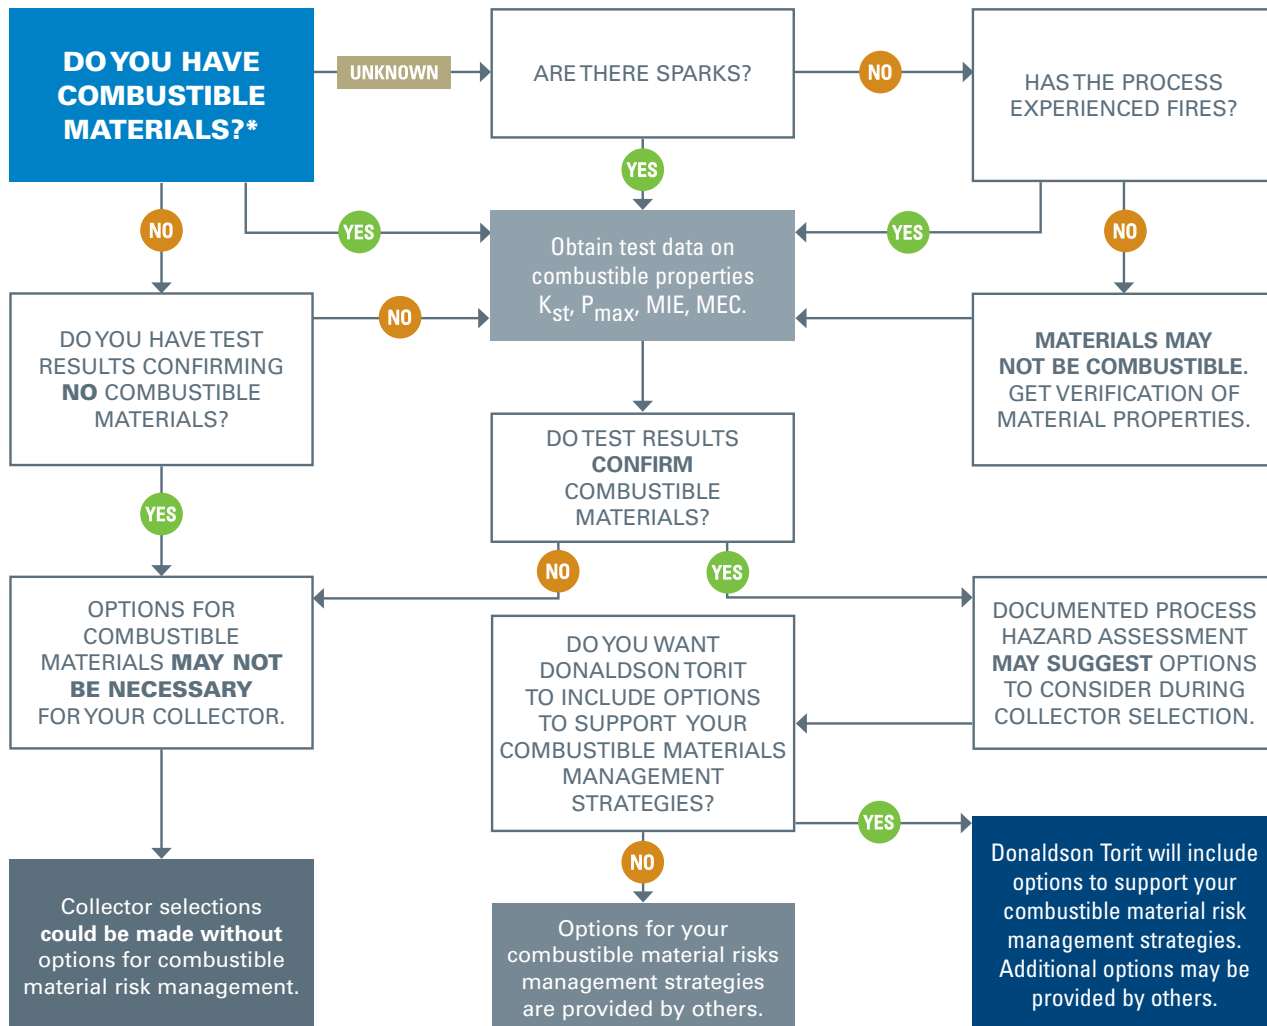 DO YOU HAVE
COMBUSTIBLE
MATERIALS?*
UNKNOWN
ARE THERE SPARKS?
NO
HAS THE PROCESS
EXPERIENCED FIRES?
YES
NO
YES
Obtain test data on
combustible properties
Kst, Pmax, MIE, MEC.
YES
NO
DO YOU HAVE TEST
RESULTS CONFIRMING
NO COMBUSTIBLE
MATERIALS?
NO
MATERIALS MAY
NOT BE COMBUSTIBLE.
GET VERIFICATION OF
MATERIAL PROPERTIES.
DO TEST RESULTS
CONFIRM
COMBUSTIBLE
MATERIALS?
YES
NO
YES
OPTIONS FOR
COMBUSTIBLE
MATERIALS MAY NOT
BE NECESSARY
FOR YOUR COLLECTOR.
DO YOU WANT
DONALDSON TORIT
TO INCLUDE OPTIONS
TO SUPPORT YOUR
COMBUSTIBLE MATERIALS
MANAGEMENT
STRATEGIES?
DOCUMENTED PROCESS
HAZARD ASSESSMENT
MAY SUGGEST OPTIONS
TO CONSIDER DURING
COLLECTOR SELECTION.
YES
NO
Collector selections
could be made without
options for combustible
material risk management.
Options for your
combustible material risks
management strategies
are provided by others.
Donaldson Torit will include
options to support your
combustible material risk
management strategies.
Additional options may be
provided by others.